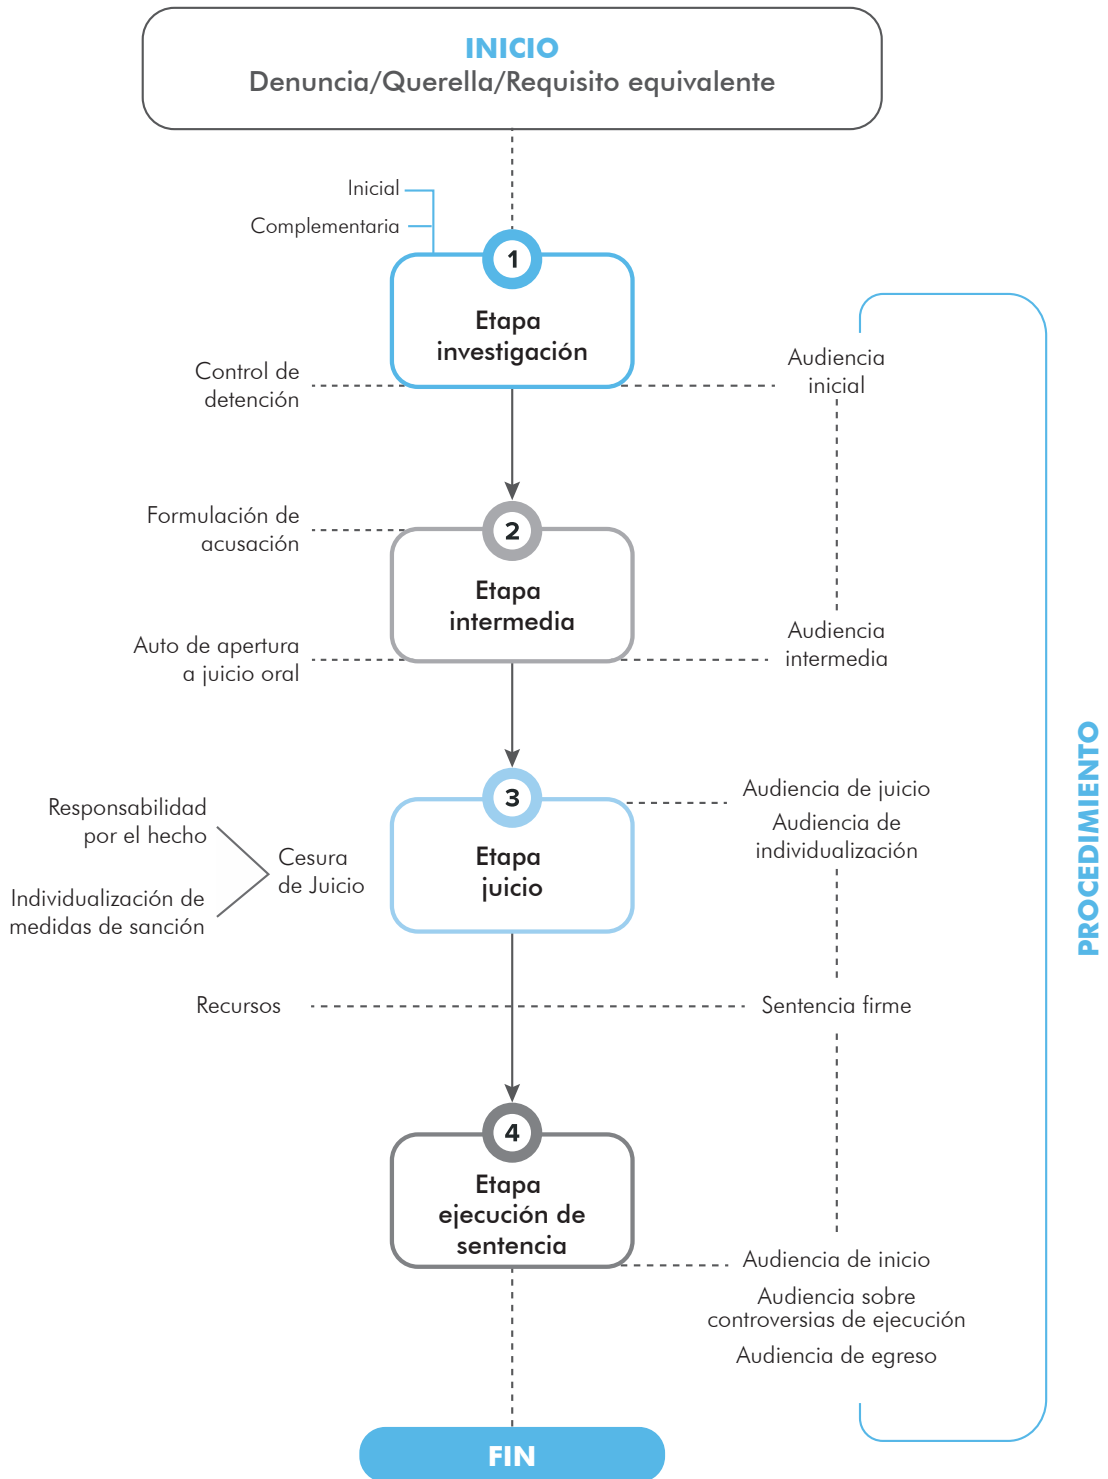 INICIO
Denuncia/Querella/Requisito equivalente
Inicial
Complementaria
1
Etapa
investigación
Control de
detención
Audiencia
inicial
Formulación de
acusación
2
Etapa
intermedia
Auto de apertura
a juicio oral
Audiencia
intermedia
3
Etapa
juicio
Responsabilidad
por el hecho
Individualización de
medidas de sanción
Cesura
de Juicio
Audiencia de juicio
Audiencia de
individualización
Recursos
Sentencia firme
4
Etapa
ejecución de
sentencia
Audiencia de inicio
Audiencia sobre
controversias de ejecución
Audiencia de egreso
PROCEDIMIENTO
FIN